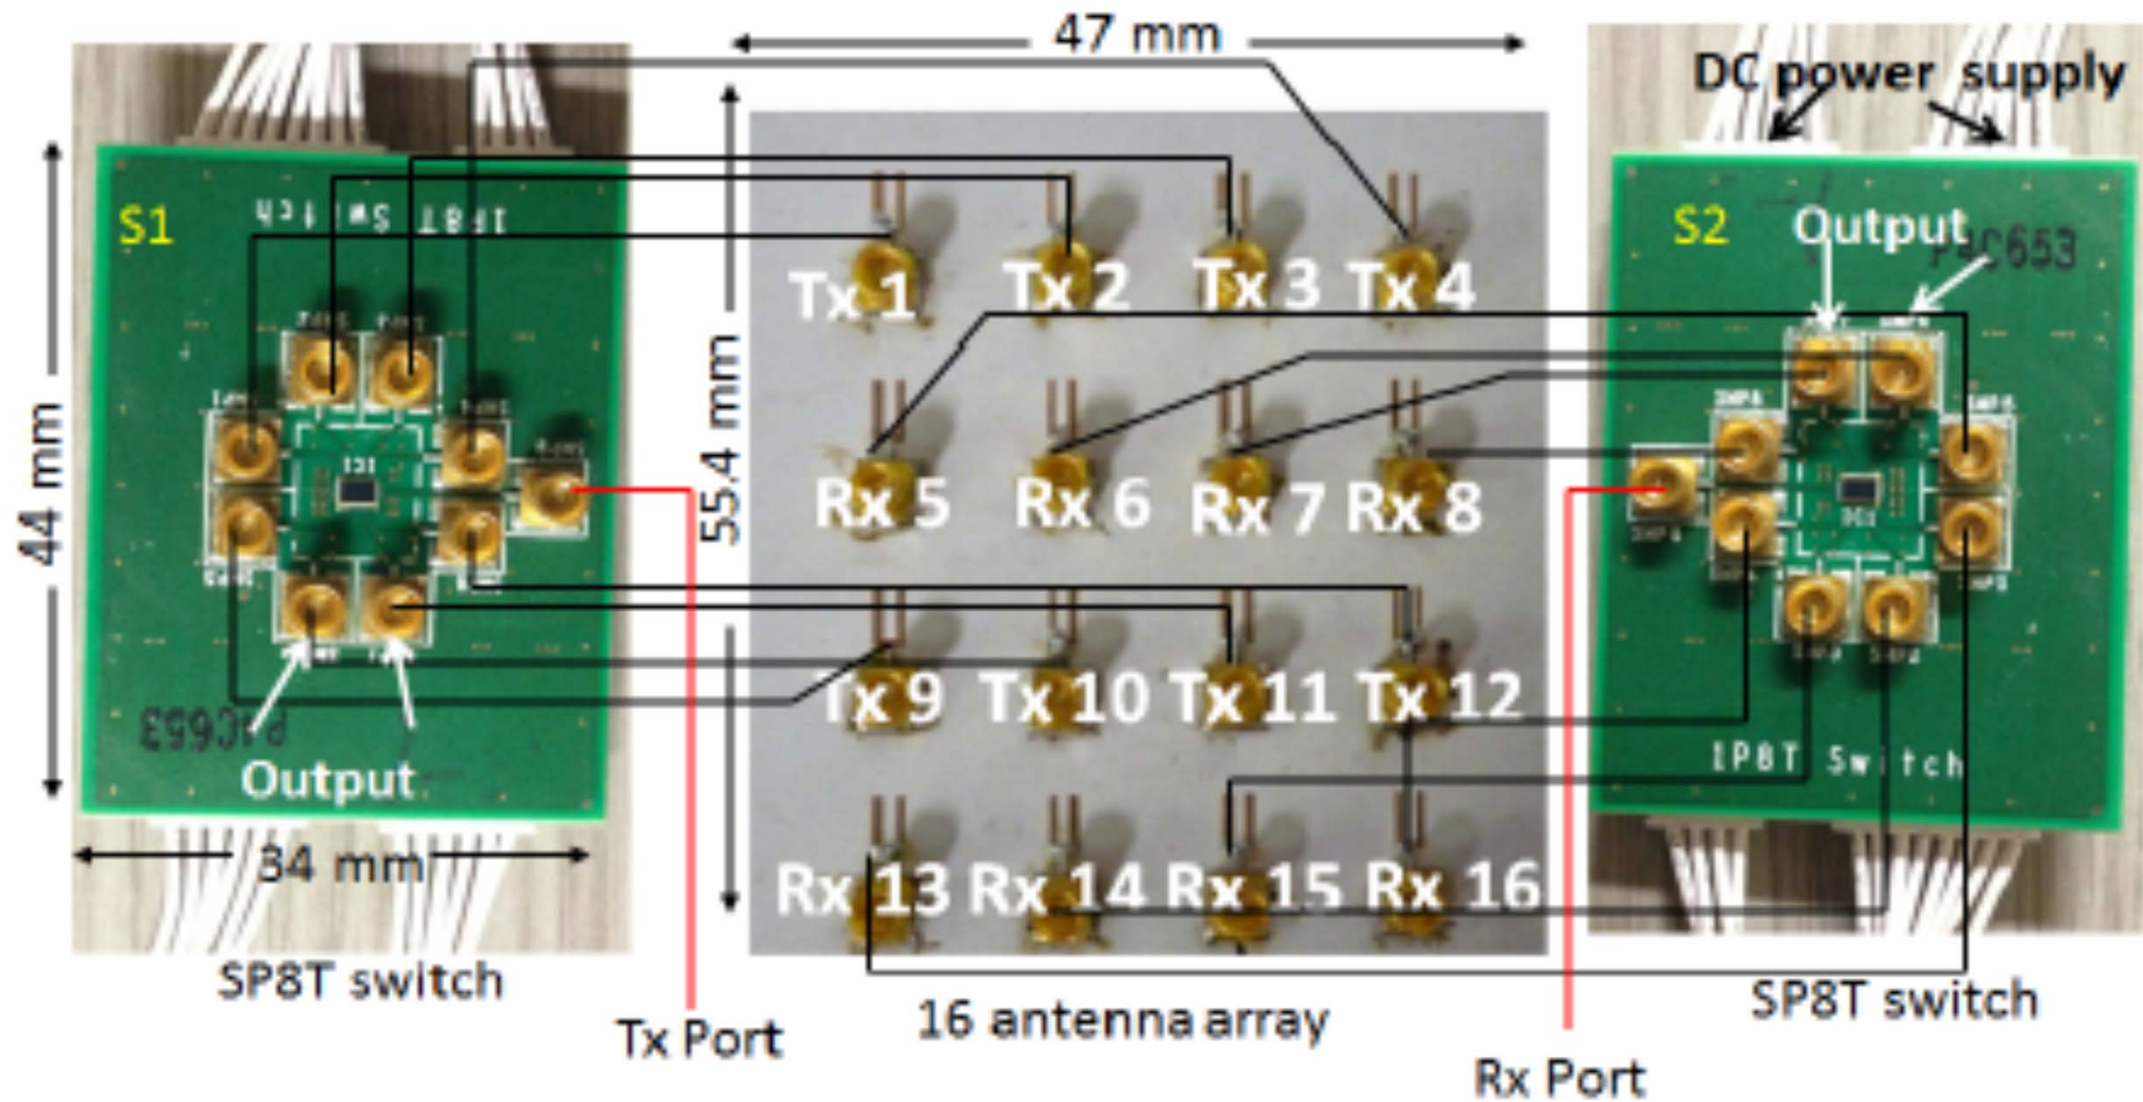 47 mm
DC power supply
S1
1P8T Switch
S2
Output
P4C653
Tx 1
Tx 2
Tx 3
Tx 4
44 mm
55.4 mm
Rx 5
Rx 6
Rx 7
Rx 8
Tx 9
Tx 10
Tx 11
Tx 12
P4C653
Output
1P8T Switch
34 mm
Rx 13
Rx 14
Rx 15
Rx 16
SP8T switch
Tx Port
16 antenna array
SP8T switch
Rx Port